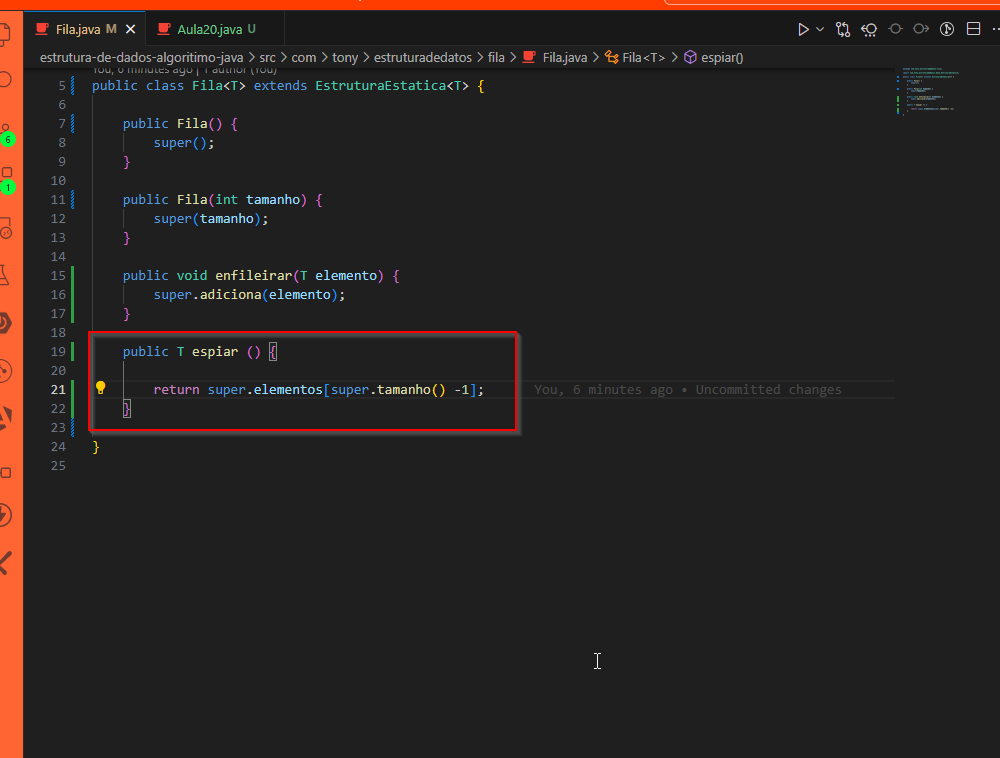 Fila.java M
Aula20.java U
estrutura-de-dados-algoritimo-java > src > com > tony > estruturadedatos > fila > Fila.java > Fila<T> > espiar()
You, 6 minutes ago | 1 author (You)
5 public class Fila<T> extends EstruturaEstatica<T> {
6
7 public Fila() {
8 super();
9 }
10
11 public Fila(int tamanho) {
12 super(tamanho);
13 }
14
15 public void enfileirar(T elemento) {
16 super.adiciona(elemento);
17 }
18
19 public T espiar () {
20
21 return super.elementos[super.tamanho() -1]; You, 6 minutes ago • Uncommitted changes
22 }
23
24 }
25
6
1